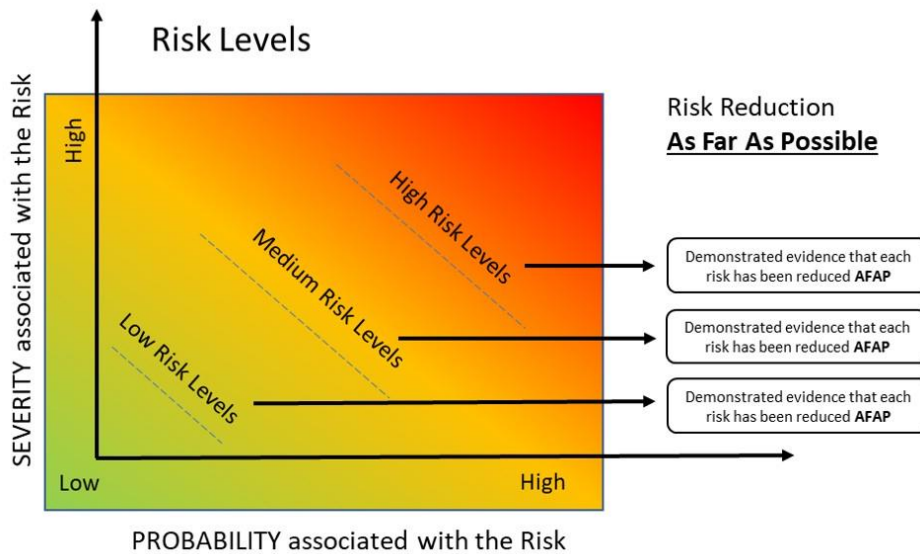 Risk Levels
SEVERITY associated with the Risk
High
High Risk Levels
Medium Risk Levels
Low Risk Levels
Low
High
PROBABILITY associated with the Risk
Risk Reduction
As Far As Possible
Demonstrated evidence that each
risk has been reduced AFAP
Demonstrated evidence that each
risk has been reduced AFAP
Demonstrated evidence that each
risk has been reduced AFAP